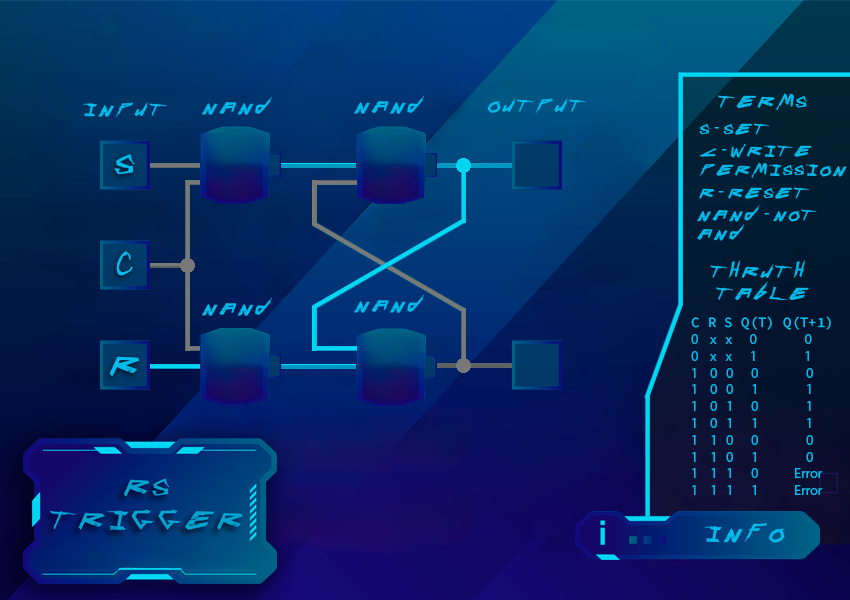 INPUT NAND NAND OUTPUT
S
C
NAND NAND
R
RS
TRIGGER
TERMS
S-SET
C-WRITE
PERMISSION
R-RESET
NAND-NOT
AND
THRUTH
TABLE
C R S Q(T) Q(T+1)
0 x x 0 0
0 x x 1 1
1 0 0 0 0
1 0 0 1 1
1 0 1 0 1
1 0 1 1 1
1 1 0 0 0
1 1 0 1 0
1 1 1 0 Error
1 1 1 1 Error
i INFO